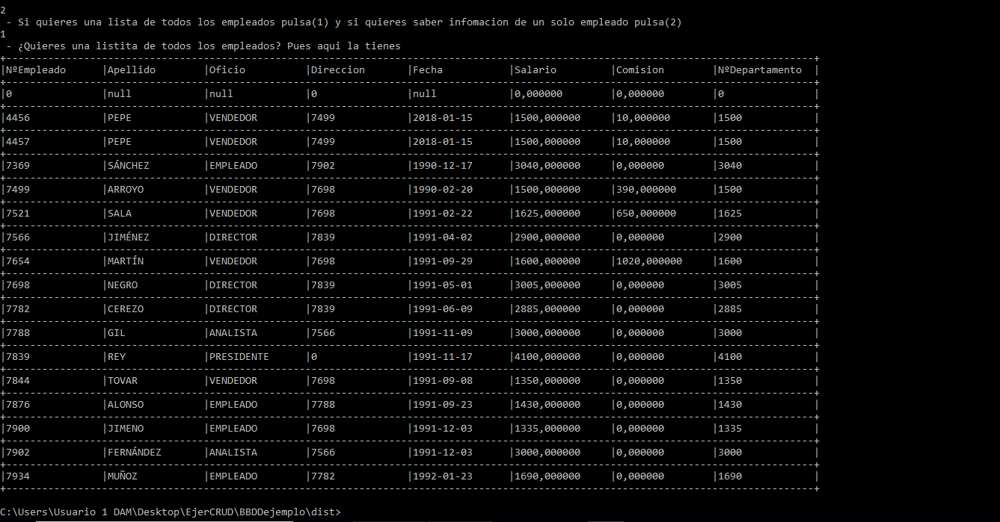 2
 - Si quieres una lista de todos los empleados pulsa(1) y si quieres saber infomacion de un solo empleado pulsa(2)
1
 - ¿Quieres una listita de todos los empleados? Pues aqui la tienes
|NºEmpleado |Apellido |Oficio |Direccion |Fecha |Salario |Comision |NºDepartamento |
|0 |null |null |0 |null |0,000000 |0,000000 |0 |
|4456 |PEPE |VENDEDOR |7499 |2018-01-15 |1500,000000 |10,000000 |1500 |
|4457 |PEPE |VENDEDOR |7499 |2018-01-15 |1500,000000 |10,000000 |1500 |
|7369 |SÁNCHEZ |EMPLEADO |7902 |1990-12-17 |3040,000000 |0,000000 |3040 |
|7499 |ARROYO |VENDEDOR |7698 |1990-02-20 |1500,000000 |390,000000 |1500 |
|7521 |SALA |VENDEDOR |7698 |1991-02-22 |1625,000000 |650,000000 |1625 |
|7566 |JIMÉNEZ |DIRECTOR |7839 |1991-04-02 |2900,000000 |0,000000 |2900 |
|7654 |MARTÍN |VENDEDOR |7698 |1991-09-29 |1600,000000 |1020,000000 |1600 |
|7698 |NEGRO |DIRECTOR |7839 |1991-05-01 |3005,000000 |0,000000 |3005 |
|7782 |CEREZO |DIRECTOR |7839 |1991-06-09 |2885,000000 |0,000000 |2885 |
|7788 |GIL |ANALISTA |7566 |1991-11-09 |3000,000000 |0,000000 |3000 |
|7839 |REY |PRESIDENTE |0 |1991-11-17 |4100,000000 |0,000000 |4100 |
|7844 |TOVAR |VENDEDOR |7698 |1991-09-08 |1350,000000 |0,000000 |1350 |
|7876 |ALONSO |EMPLEADO |7788 |1991-09-23 |1430,000000 |0,000000 |1430 |
|7900 |JIMENO |EMPLEADO |7698 |1991-12-03 |1335,000000 |0,000000 |1335 |
|7902 |FERNÁNDEZ |ANALISTA |7566 |1991-12-03 |3000,000000 |0,000000 |3000 |
|7934 |MUÑOZ |EMPLEADO |7782 |1992-01-23 |1690,000000 |0,000000 |1690 |
C:\Users\Usuario 1 DAM\Desktop\EjerCRUD\BBDDejemplo\dist>